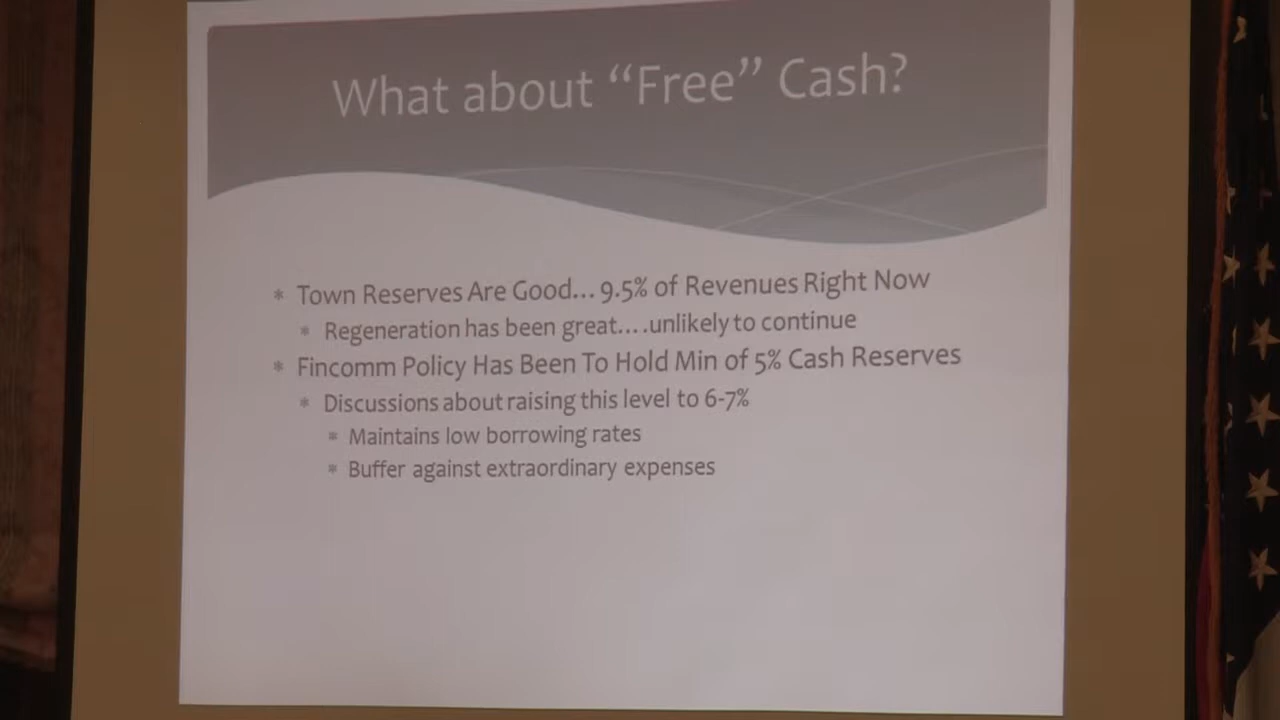 What about “Free” Cash?
* Town Reserves Are Good... 9.5% of Revenues Right Now
* Regeneration has been great....unlikely to continue
* Fincomm Policy Has Been To Hold Min of 5% Cash Reserves
* Discussions about raising this level to 6-7%
* Maintains low borrowing rates
* Buffer against extraordinary expenses